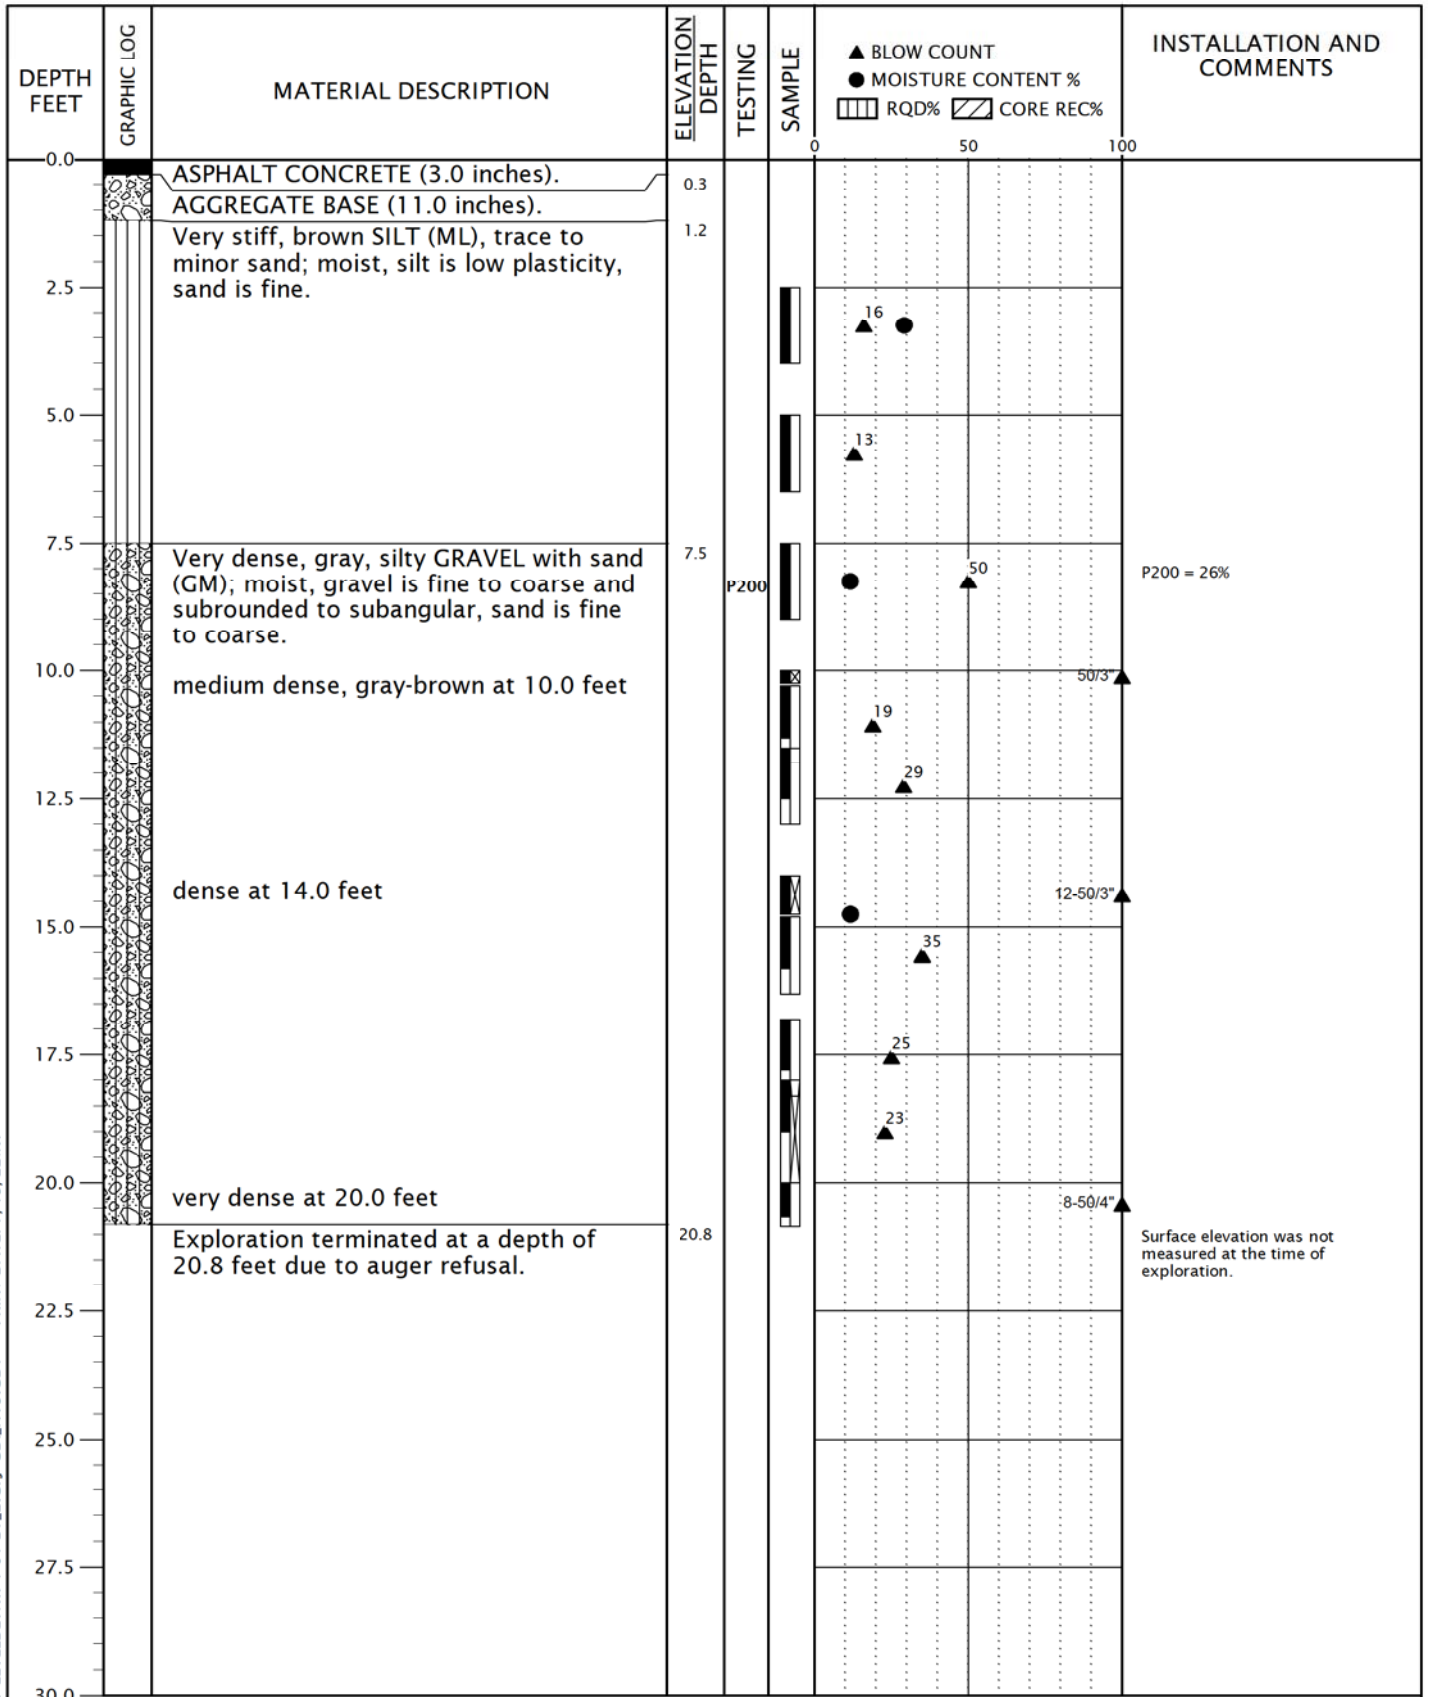 DEPTH
FEET
GRAPHIC LOG
MATERIAL DESCRIPTION
ELEVATION
DEPTH
TESTING
SAMPLE
▲ BLOW COUNT
● MOISTURE CONTENT %
RQD%
CORE REC%
INSTALLATION AND
COMMENTS
0 50 100
0.0
ASPHALT CONCRETE (3.0 inches).
0.3
AGGREGATE BASE (11.0 inches).
1.2
Very stiff, brown SILT (ML), trace to
minor sand; moist, silt is low plasticity,
sand is fine.
2.5
16
5.0
13
7.5
Very dense, gray, silty GRAVEL with sand
(GM); moist, gravel is fine to coarse and
subrounded to subangular, sand is fine
to coarse.
7.5
P200
50
P200 = 26%
10.0
medium dense, gray-brown at 10.0 feet
50/3"
19
29
12.5
dense at 14.0 feet
12-50/3"
15.0
35
17.5
25
23
20.0
very dense at 20.0 feet
8-50/4"
Exploration terminated at a depth of
20.8 feet due to auger refusal.
20.8
Surface elevation was not
measured at the time of
exploration.
22.5
25.0
27.5
30.0